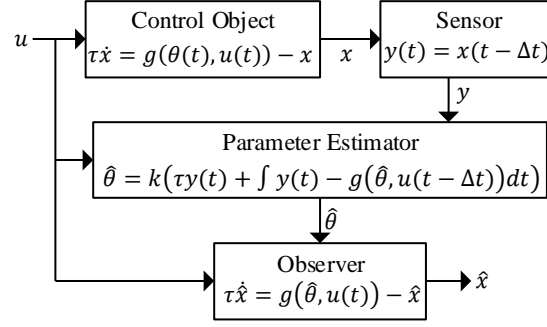 Control Object
τẋ = g(θ(t), u(t)) − x
Sensor
y(t) = x(t − Δt)
u
x
y
Parameter Estimator
θ̂ = k(τy(t) + ∫ y(t) − g(θ̂, u(t − Δt))dt)
θ̂
Observer
τx̂̇ = g(θ̂, u(t)) − x̂
x̂